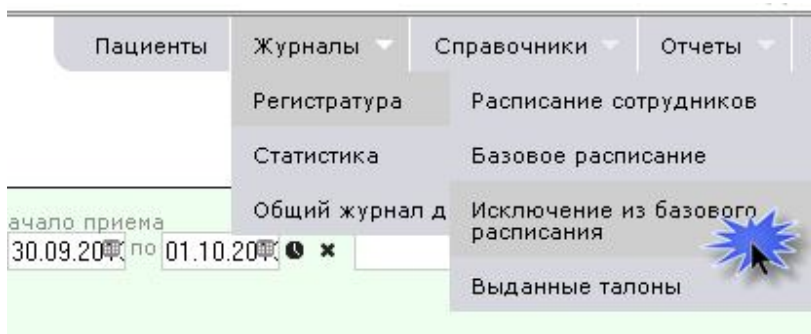 Пациенты Журналы Справочники Отчеты
Регистратура Расписание сотрудников
Статистика Базовое расписание
Общий журнал Исключение из базового
расписания
ачало приема
30.09.20 по 01.10.20
Выданные талоны